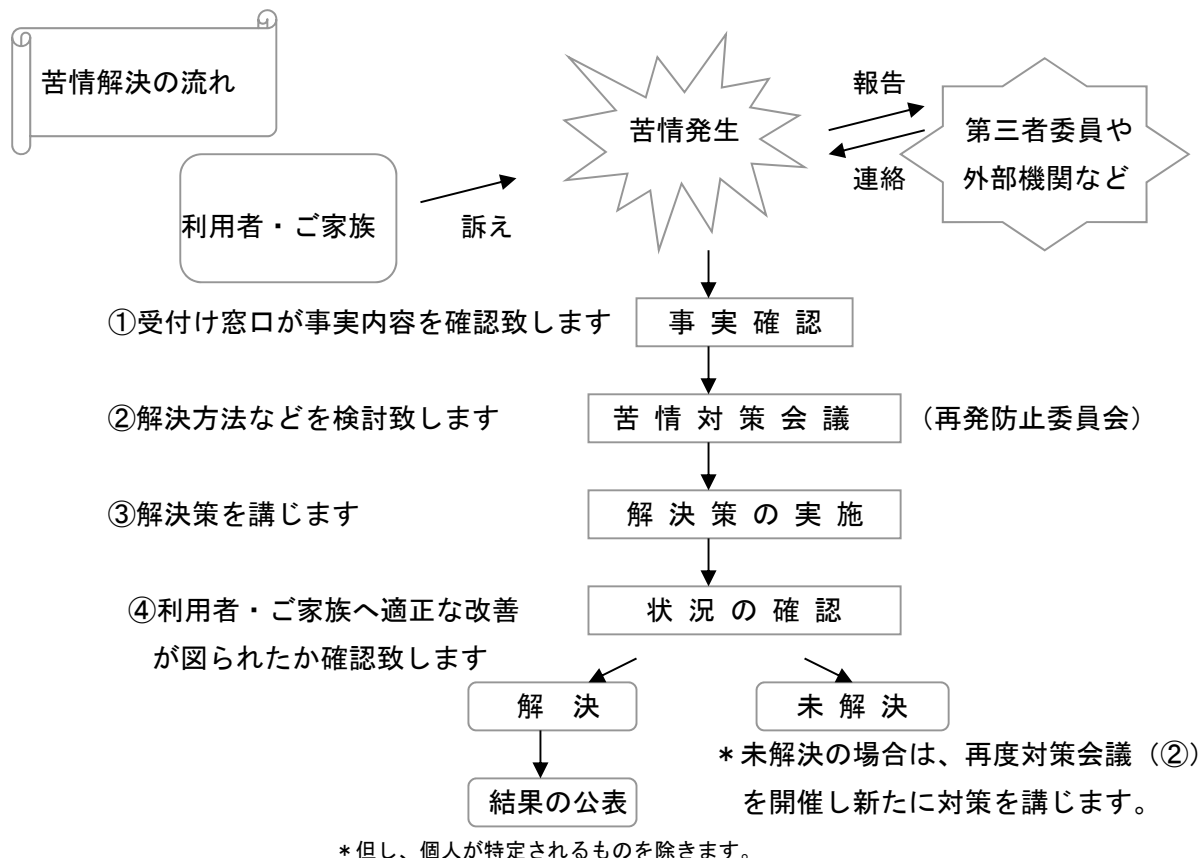 苦情解決の流れ
苦情発生
報告
連絡
第三者委員や
外部機関など
利用者・ご家族
訴え
①受付け窓口が事実内容を確認致します
事実確認
②解決方法などを検討致します
苦情対策会議
（再発防止委員会）
③解決策を講じます
解決策の実施
④利用者・ご家族へ適正な改善
が図られたか確認致します
状況の確認
解　決
未解決
＊未解決の場合は、再度対策会議（②）
を開催し新たに対策を講じます。
結果の公表
＊但し、個人が特定されるものを除きます。